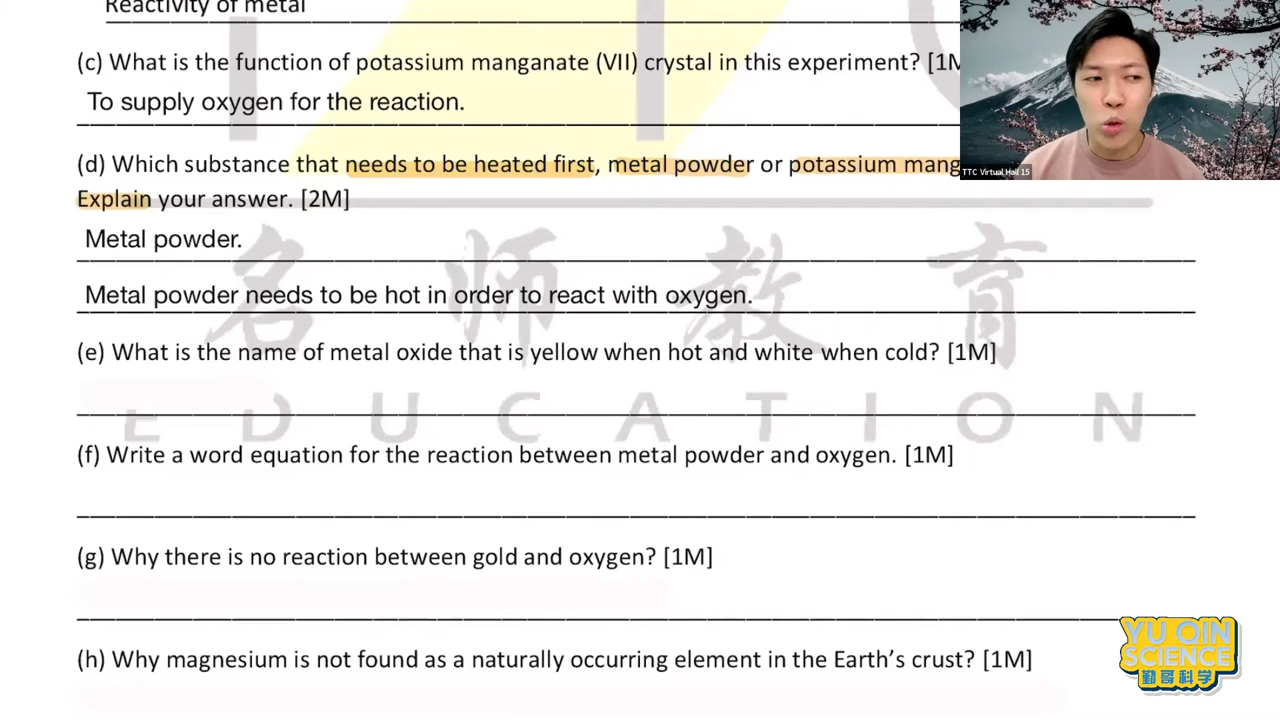 Reactivity of metal
(c) What is the function of potassium manganate (VII) crystal in this experiment? [1M
To supply oxygen for the reaction.
(d) Which substance that needs to be heated first, metal powder or potassium mang
Explain your answer. [2M]
Metal powder.
Metal powder needs to be hot in order to react with oxygen.
(e) What is the name of metal oxide that is yellow when hot and white when cold? [1M]
(f) Write a word equation for the reaction between metal powder and oxygen. [1M]
(g) Why there is no reaction between gold and oxygen? [1M]
(h) Why magnesium is not found as a naturally occurring element in the Earth's crust? [1M]
名师教育
EDUCATION
TTC Virtual Hall 15
YU QIN
SCIENCE
勤哥科学